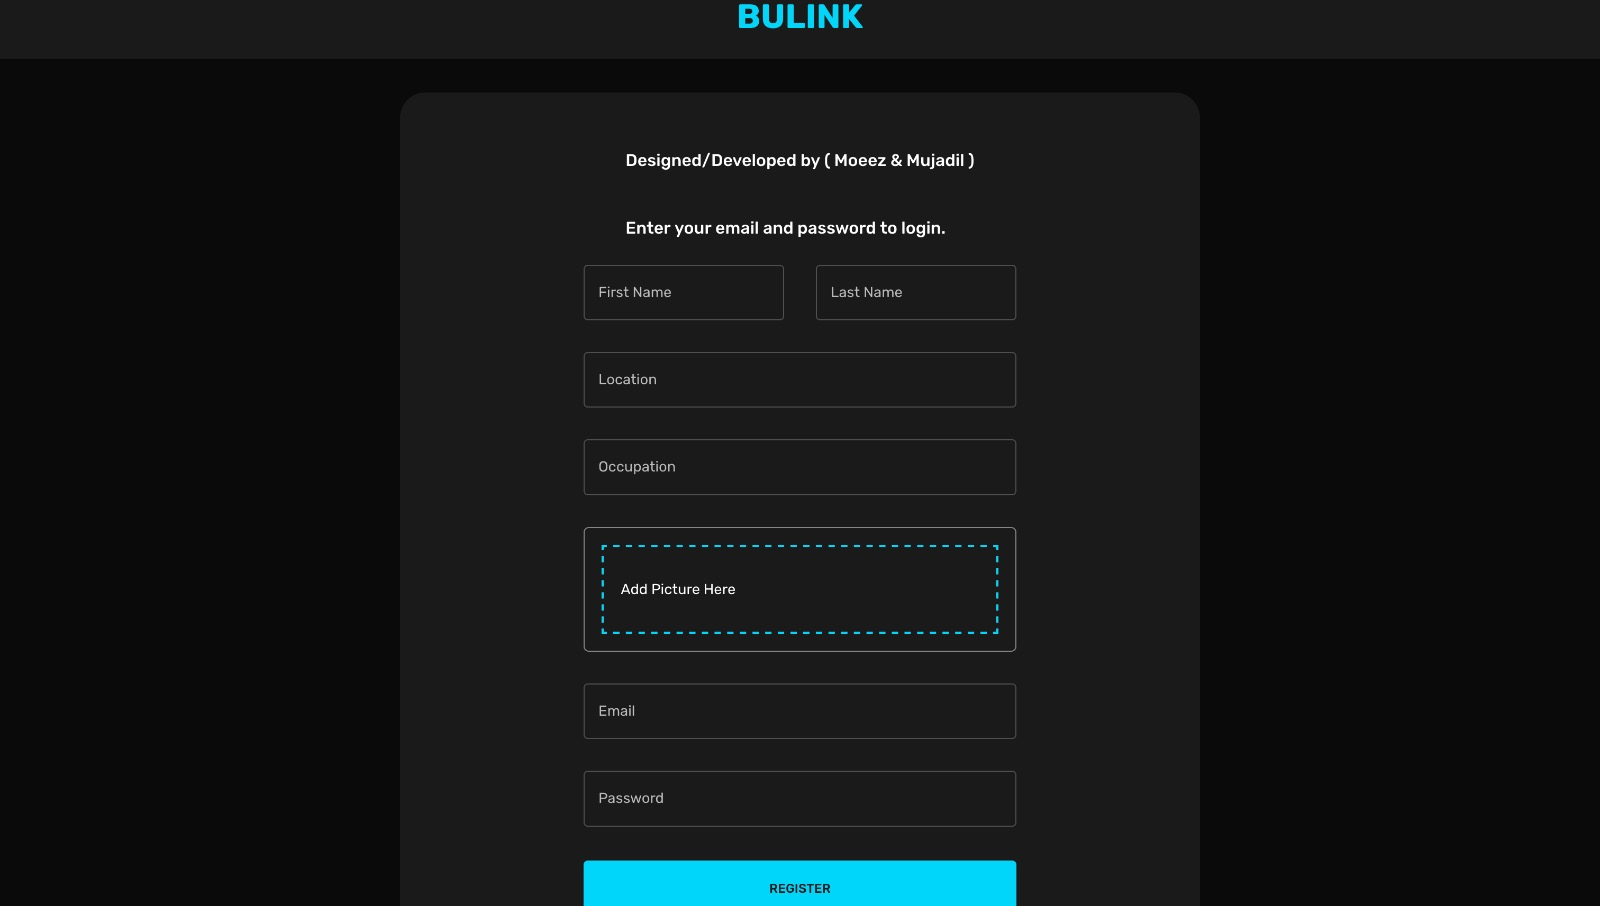 BULINK
Designed/Developed by ( Moeez & Mujadil )
Enter your email and password to login.
First Name
Last Name
Location
Occupation
Add Picture Here
Email
Password
REGISTER